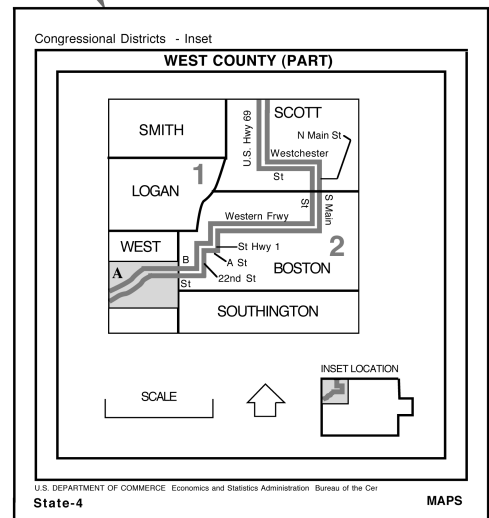 Congressional Districts - Inset
WEST COUNTY (PART)
SCOTT
SMITH
U.S. Hwy 69
N Main St
Westchester
St
1
LOGAN
St
S Main
Western Frwy
2
WEST
B
St Hwy 1
A St
A
BOSTON
St
22nd St
SOUTHINGTON
INSET LOCATION
SCALE
U.S. DEPARTMENT OF COMMERCE Economics and Statistics Administration Bureau of the Cer
State-4
MAPS